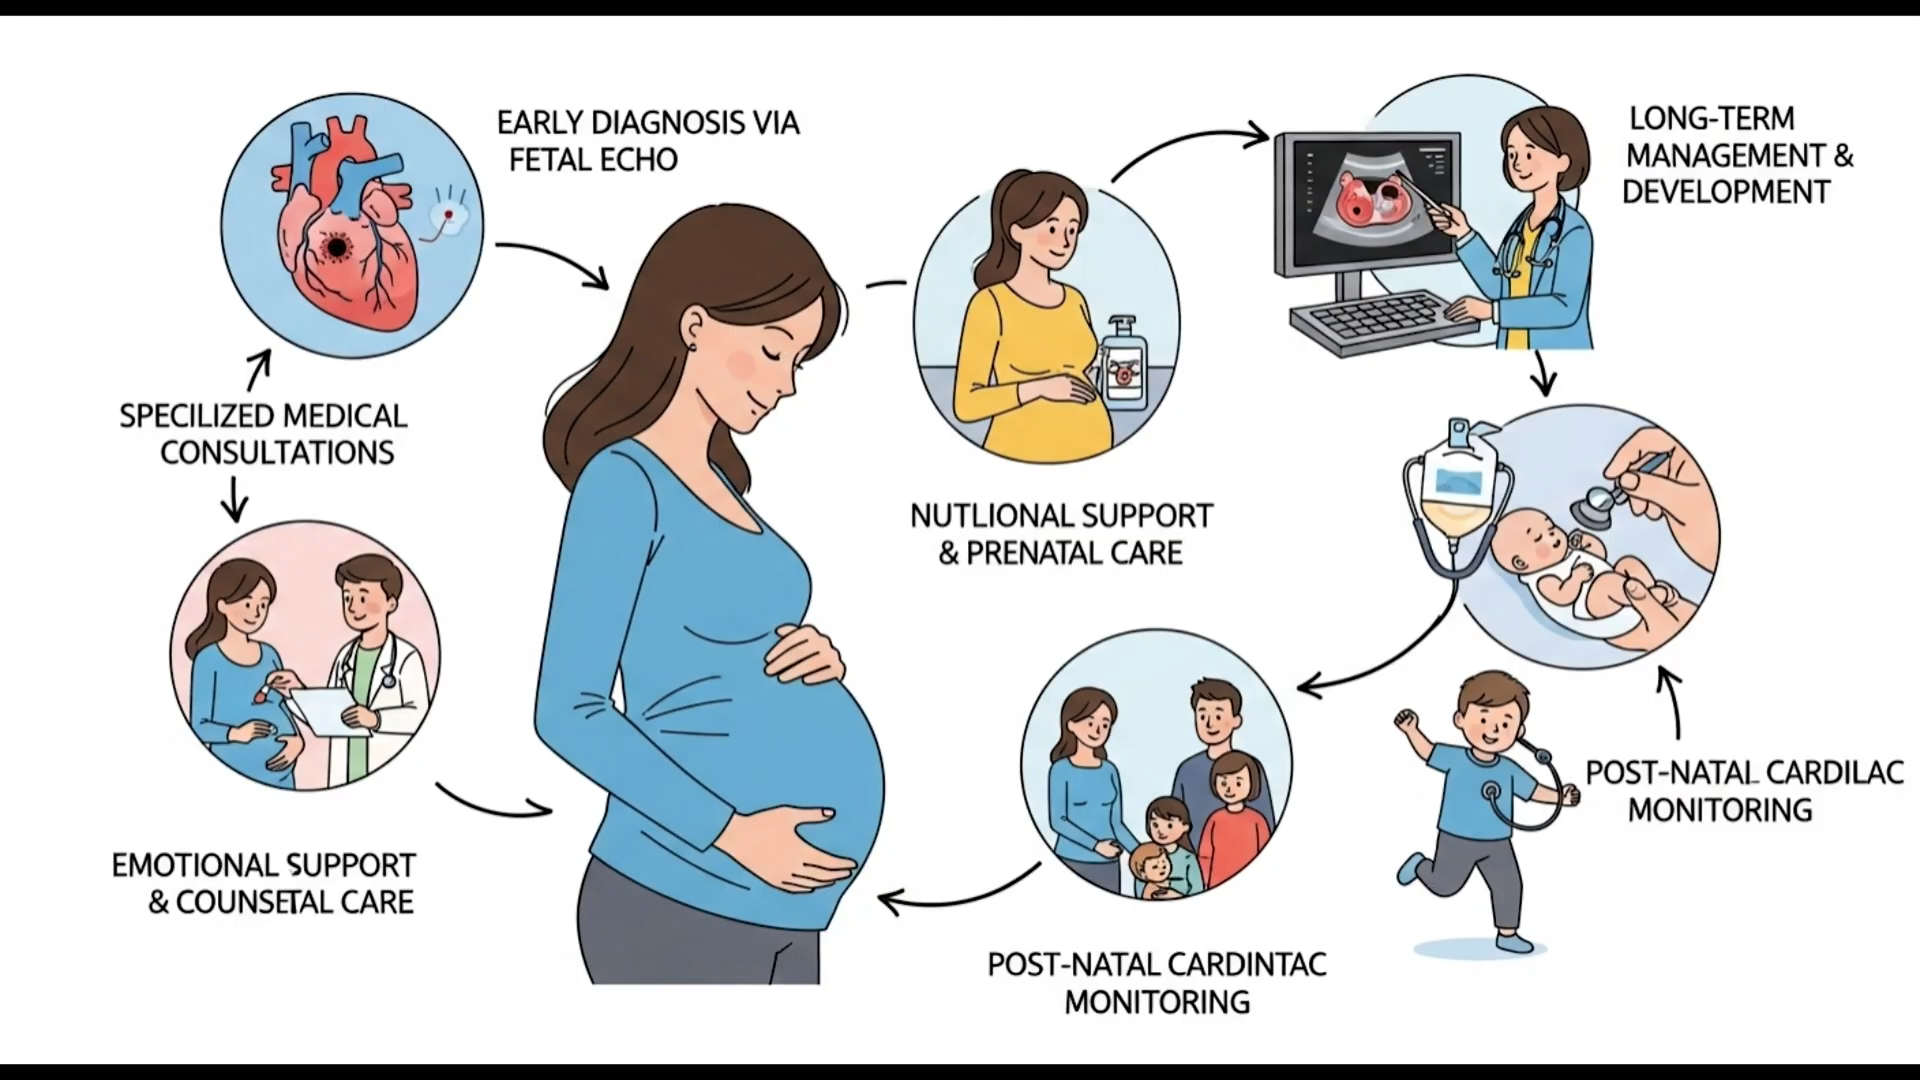 EARLY DIAGNOSIS VIA
FETAL ECHO
LONG-TERM
MANAGEMENT &
DEVELOPMENT
SPECILIZED MEDICAL
CONSULTATIONS
NUTLIONAL SUPPORT
& PRENATAL CARE
POST-NATAL CARDILAC
MONITORING
EMOTIONAL SUPPORT
& COUNSETAL CARE
POST-NATAL CARDINTAC
MONITORING